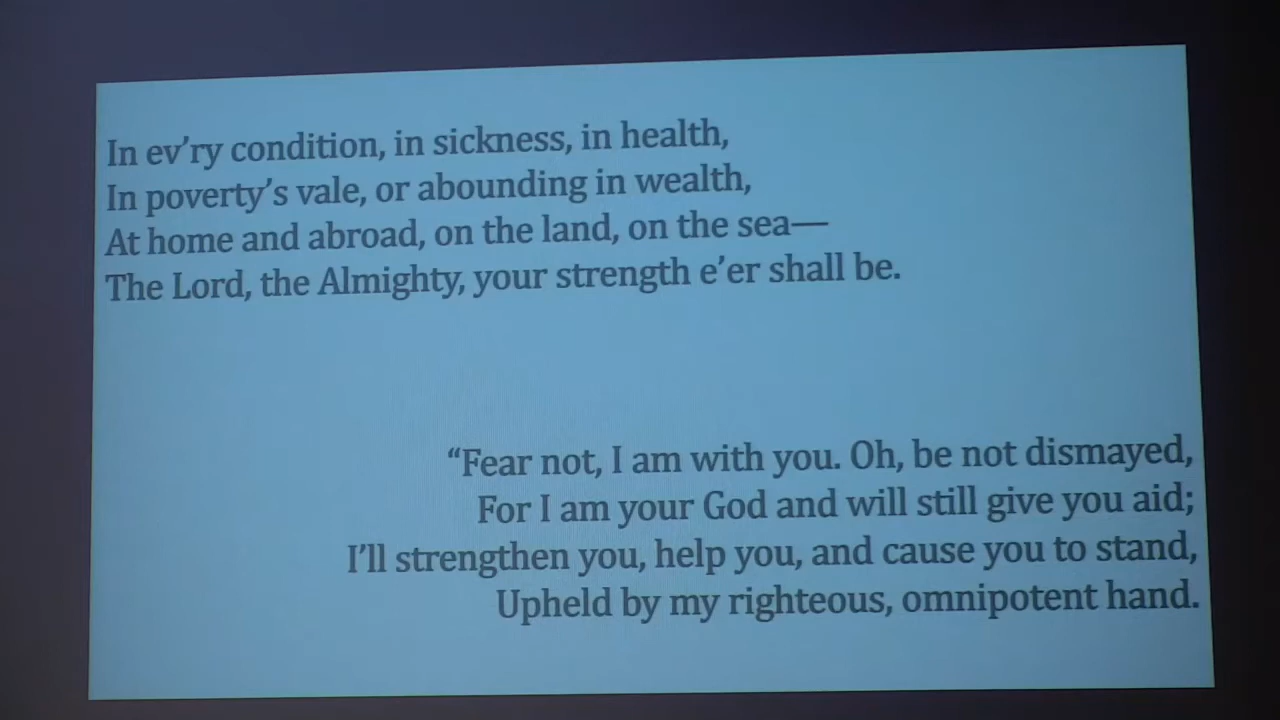 In ev’ry condition, in sickness, in health,
In poverty’s vale, or abounding in wealth,
At home and abroad, on the land, on the sea—
The Lord, the Almighty, your strength e’er shall be.
“Fear not, I am with you. Oh, be not dismayed,
For I am your God and will still give you aid;
I’ll strengthen you, help you, and cause you to stand,
Upheld by my righteous, omnipotent hand.